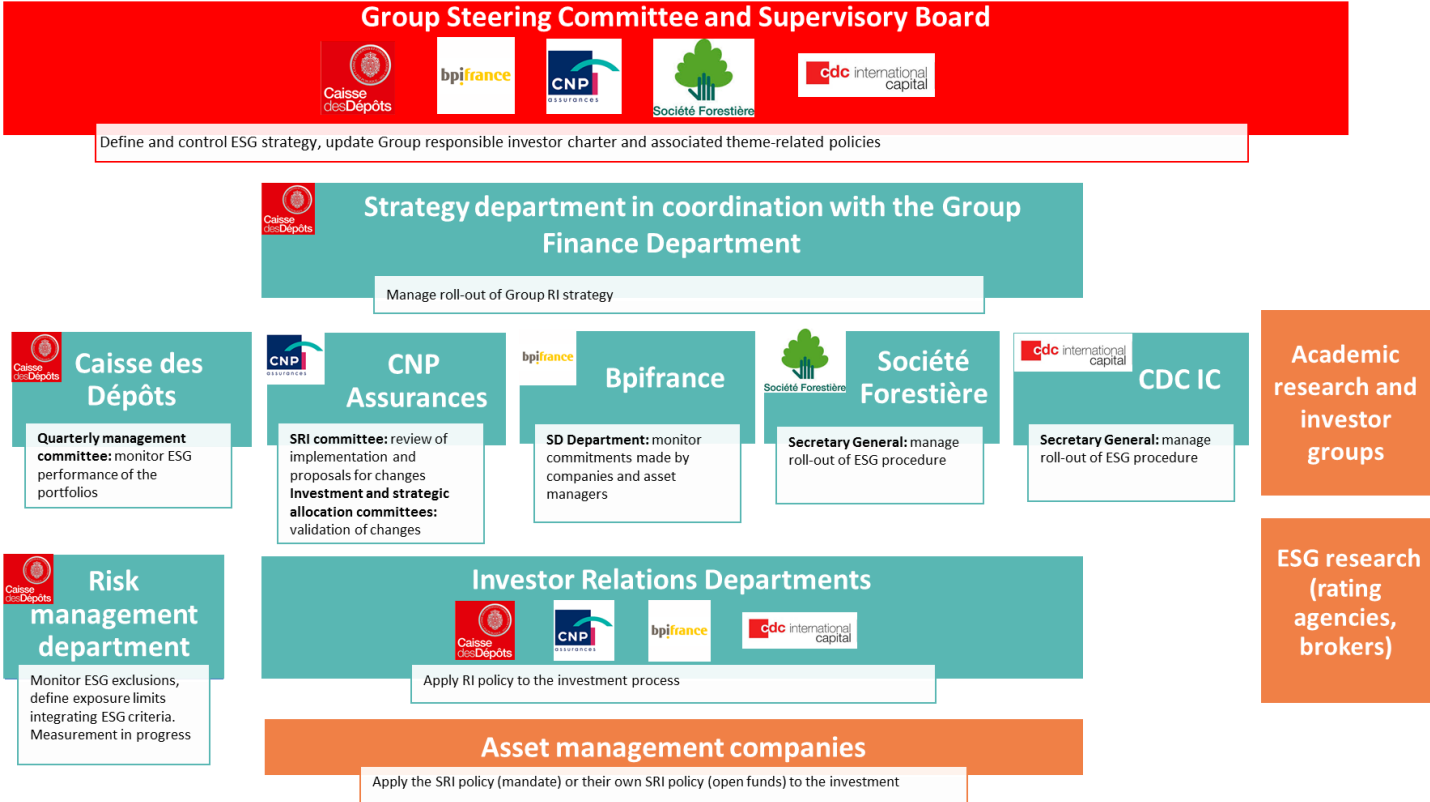 Group Steering Committee and Supervisory Board
Caisse
desDépôts
bpifrance
CNP
assurances
Société Forestière
cdc international
capital
Define and control ESG strategy, update Group responsible investor charter and associated theme-related policies
Caisse
desDépôts
Strategy department in coordination with the Group
Finance Department
Manage roll-out of Group RI strategy
Caisse
desDépôts
Caisse des
Dépôts
Quarterly management
committee: monitor ESG
performance of the
portfolios
CNP
assurances
CNP
Assurances
SRI committee: review of
implementation and
proposals for changes
Investment and strategic
allocation committees:
validation of changes
bpifrance
Bpifrance
SD Department: monitor
commitments made by
companies and asset
managers
Société Forestière
Société
Forestière
Secretary General: manage
roll-out of ESG procedure
cdc international
capital
CDC IC
Secretary General: manage
roll-out of ESG procedure
Academic
research and
investor
groups
Caisse
desDépôts
Risk
management
department
Monitor ESG exclusions,
define exposure limits
integrating ESG criteria.
Measurement in progress
Investor Relations Departments
Caisse
desDépôts
CNP
assurances
bpifrance
cdc international
capital
Apply RI policy to the investment process
ESG research
(rating
agencies,
brokers)
Asset management companies
Apply the SRI policy (mandate) or their own SRI policy (open funds) to the investment